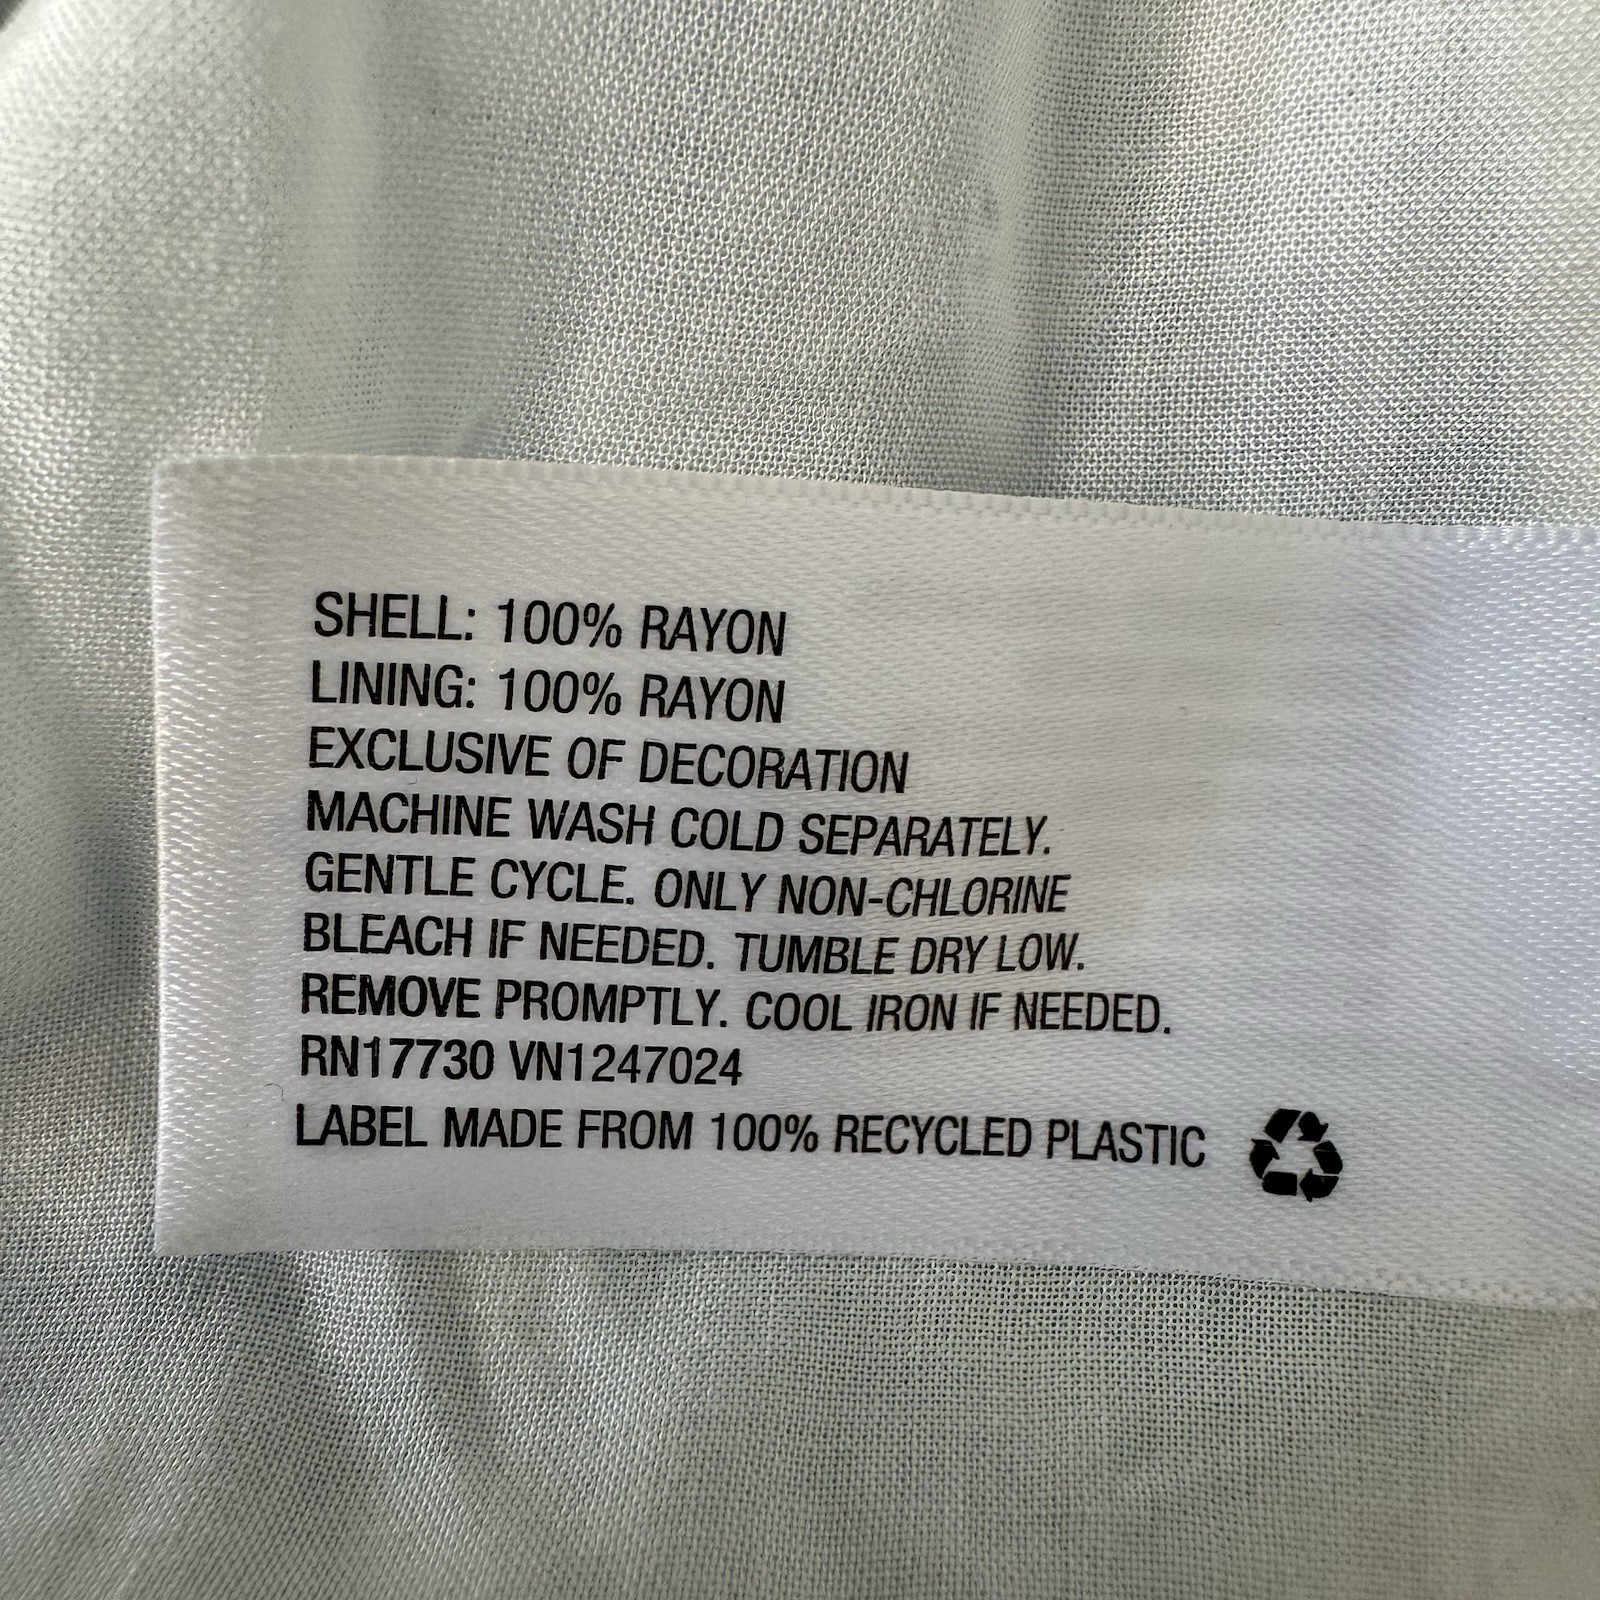 SHELL: 100% RAYON
LINING: 100% RAYON
EXCLUSIVE OF DECORATION
MACHINE WASH COLD SEPARATELY.
GENTLE CYCLE. ONLY NON-CHLORINE
BLEACH IF NEEDED. TUMBLE DRY LOW.
REMOVE PROMPTLY. COOL IRON IF NEEDED.
RN17730 VN1247024
LABEL MADE FROM 100% RECYCLED PLASTIC